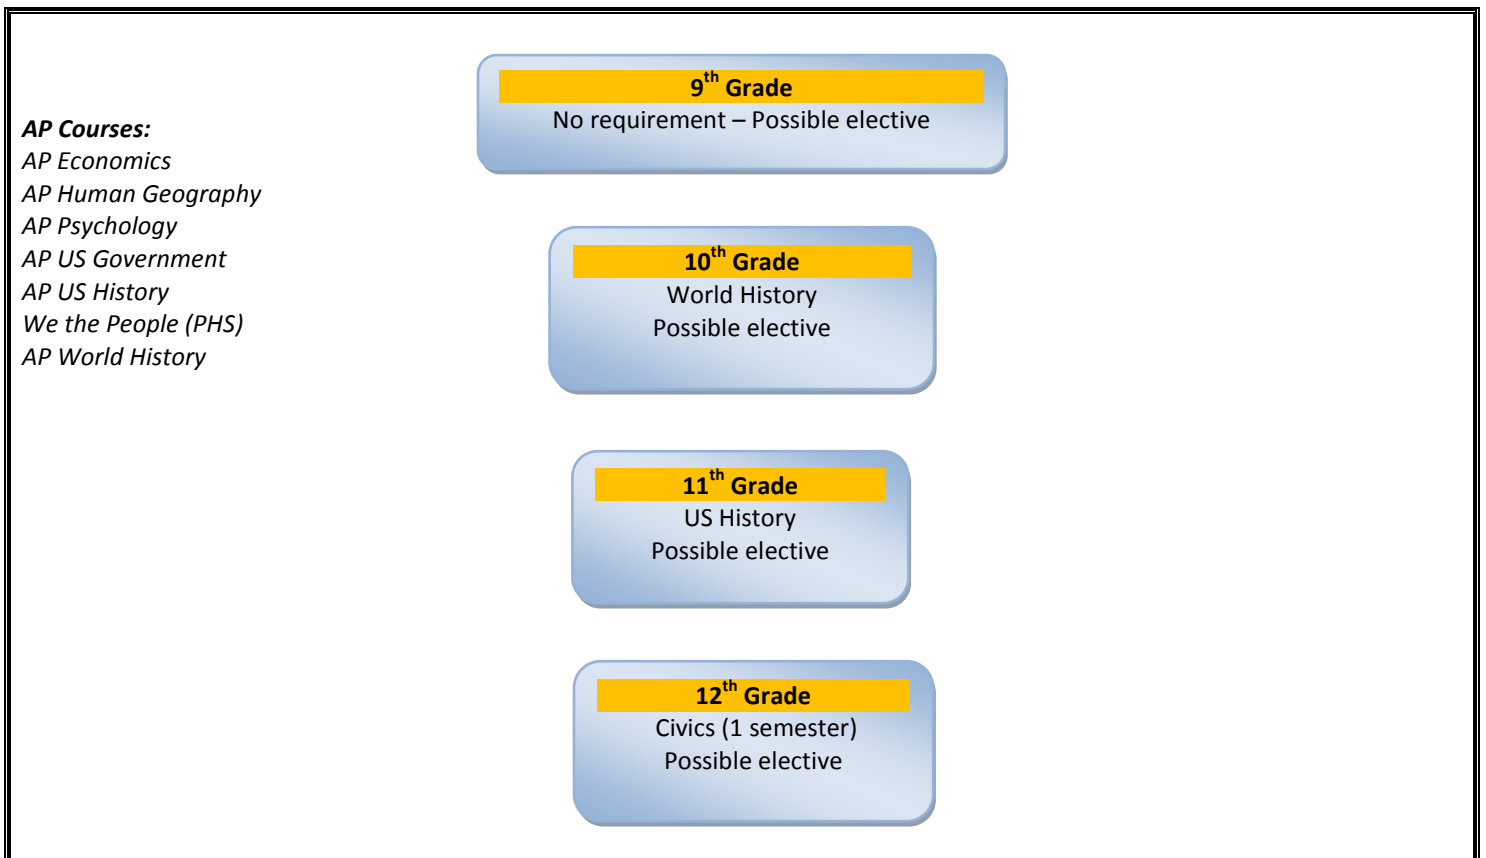 AP Courses:
AP Economics
AP Human Geography
AP Psychology
AP US Government
AP US History
We the People (PHS)
AP World History
9th Grade
No requirement – Possible elective
10th Grade
World History
Possible elective
11th Grade
US History
Possible elective
12th Grade
Civics (1 semester)
Possible elective